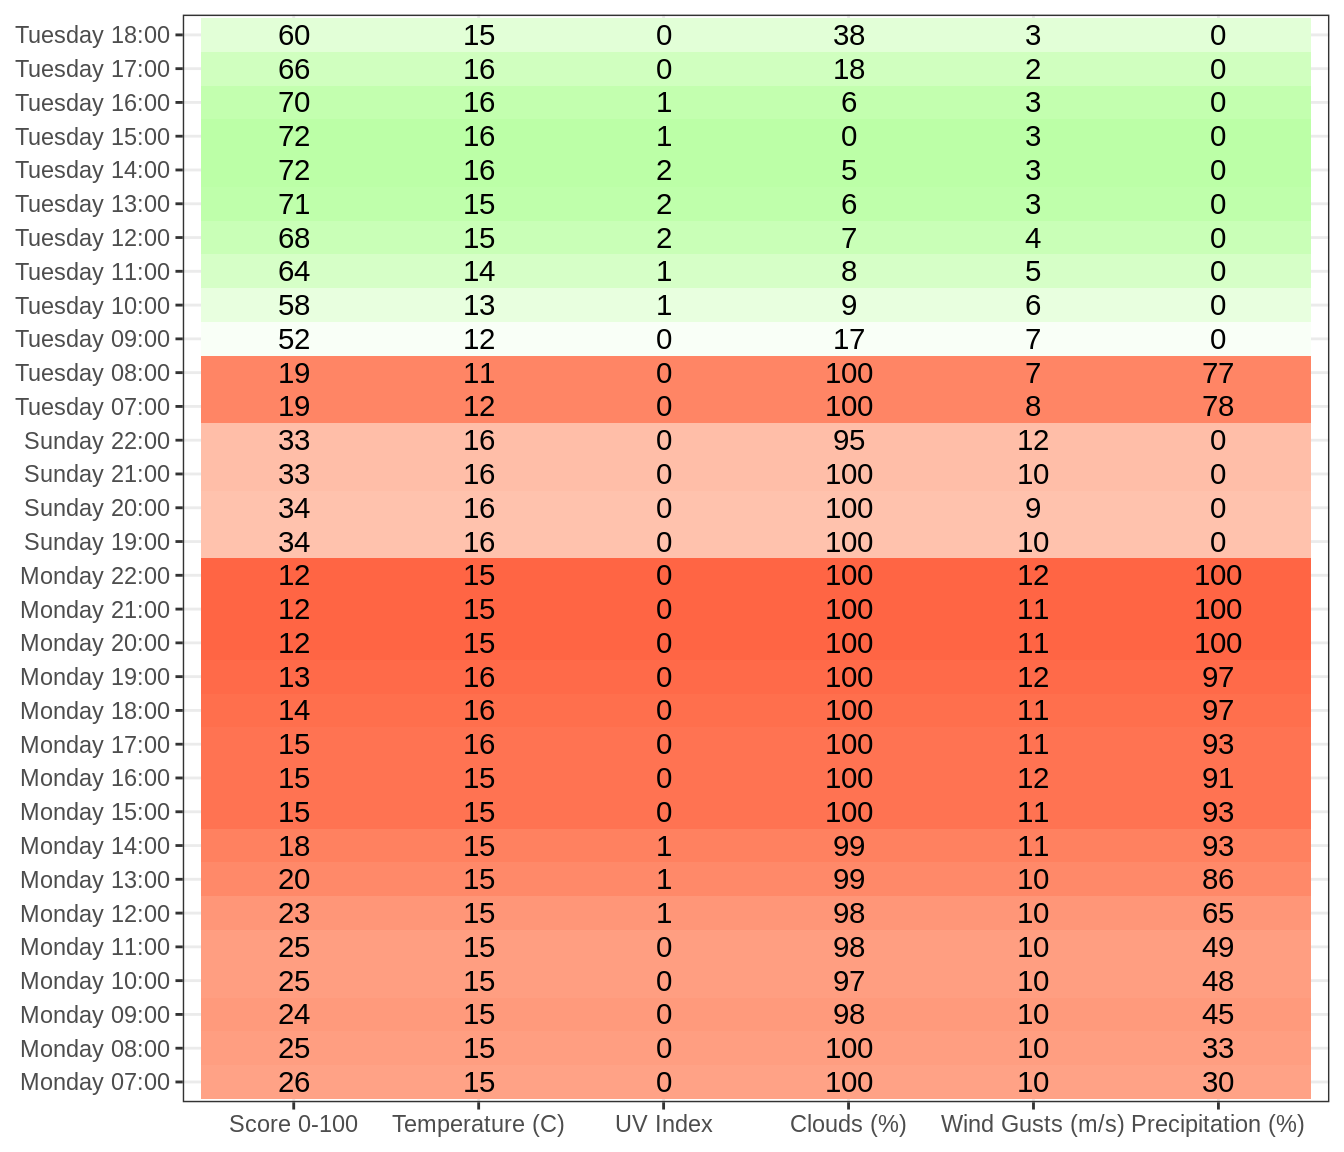 Tuesday 18:00 60 15 0 38 3 0
Tuesday 17:00 66 16 0 18 2 0
Tuesday 16:00 70 16 1 6 3 0
Tuesday 15:00 72 16 1 0 3 0
Tuesday 14:00 72 16 2 5 3 0
Tuesday 13:00 71 15 2 6 3 0
Tuesday 12:00 68 15 2 7 4 0
Tuesday 11:00 64 14 1 8 5 0
Tuesday 10:00 58 13 1 9 6 0
Tuesday 09:00 52 12 0 17 7 0
Tuesday 08:00 19 11 0 100 7 77
Tuesday 07:00 19 12 0 100 8 78
Sunday 22:00 33 16 0 95 12 0
Sunday 21:00 33 16 0 100 10 0
Sunday 20:00 34 16 0 100 9 0
Sunday 19:00 34 16 0 100 10 0
Monday 22:00 12 15 0 100 12 100
Monday 21:00 12 15 0 100 11 100
Monday 20:00 12 15 0 100 11 100
Monday 19:00 13 16 0 100 12 97
Monday 18:00 14 16 0 100 11 97
Monday 17:00 15 16 0 100 11 93
Monday 16:00 15 15 0 100 12 91
Monday 15:00 15 15 0 100 11 93
Monday 14:00 18 15 1 99 11 93
Monday 13:00 20 15 1 99 10 86
Monday 12:00 23 15 1 98 10 65
Monday 11:00 25 15 0 98 10 49
Monday 10:00 25 15 0 97 10 48
Monday 09:00 24 15 0 98 10 45
Monday 08:00 25 15 0 100 10 33
Monday 07:00 26 15 0 100 10 30
Score 0-100 Temperature (C) UV Index Clouds (%) Wind Gusts (m/s) Precipitation (%)